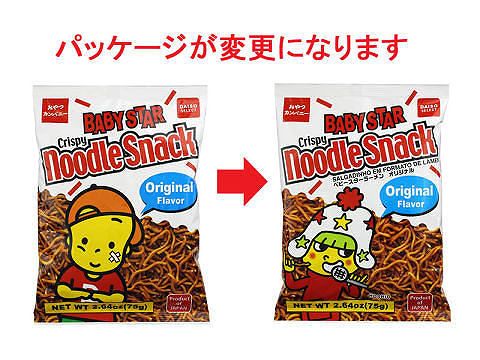 パッケージが変更になります
おやつ
カンパニー
DAISO
SELECT
BABY STAR
Crispy
Noodle Snack
Original
Flavor
NET WT 2.64oz (75g)
Product of
JAPAN
おやつ
カンパニー
DAISO
SELECT
BABY STAR
Crispy
Noodle Snack
SALGADINHO EM FORMATO DE LAMEN
ベビースターラーメン オリジナル
Original
Flavor
HOSHIO
NET WT 2.64oz (75g)
Product of
JAPAN